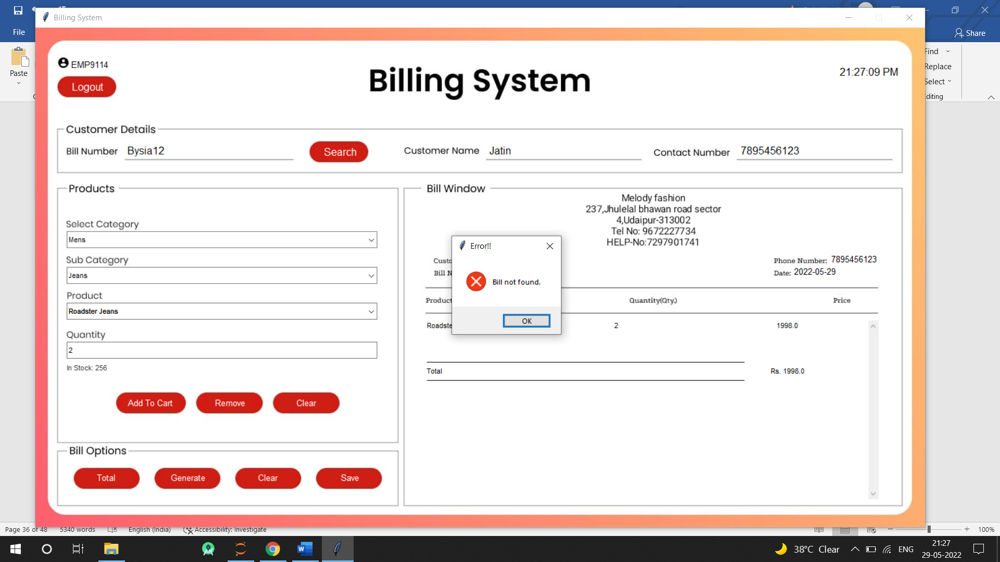 Billing System
File
Share
Paste
Find
Replace
Select
EMP9114
Logout
Billing System
21:27:09 PM
Customer Details
Bill Number Bysia12
Search
Customer Name Jatin
Contact Number 7895456123
Products
Select Category
Mens
Sub Category
Jeans
Product
Roadster Jeans
Quantity
2
In Stock: 256
Add To Cart
Remove
Clear
Bill Options
Total
Generate
Clear
Save
Bill Window
Melody fashion
237,Jhulelal bhawan road sector
4,Udaipur-313002
Tel No: 9672227734
HELP-No:7297901741
Phone Number: 7895456123
Bill
Date: 2022-05-29
Product Quantity(Qty.) Price
2 1998.0
Total Rs. 1998.0
Error!!
Bill not found.
OK
Page 36 of 48 5340 words English (India) Accessibility: Investigate 100%
38°C Clear ENG
21:27
29-05-2022